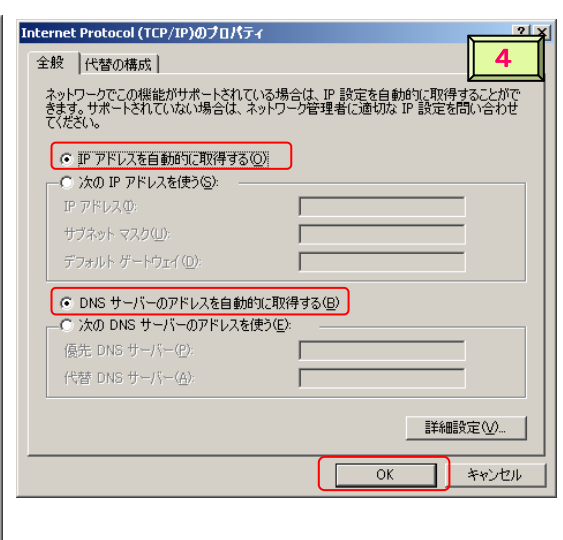 Internet Protocol (TCP/IP)のプロパティ
4
全般
代替の構成
ネットワークでこの機能がサポートされている場合は、IP 設定を自動的に取得することがで
きます。サポートされていない場合は、ネットワーク管理者に適切な IP 設定を問い合わせ
てください。
IP アドレスを自動的に取得する(O)
次の IP アドレスを使う(S):
IP アドレス(I):
サブネット マスク(U):
デフォルト ゲートウェイ(D):
DNS サーバーのアドレスを自動的に取得する(B)
次の DNS サーバーのアドレスを使う(E):
優先 DNS サーバー(P):
代替 DNS サーバー(A):
詳細設定(V)...
OK
キャンセル